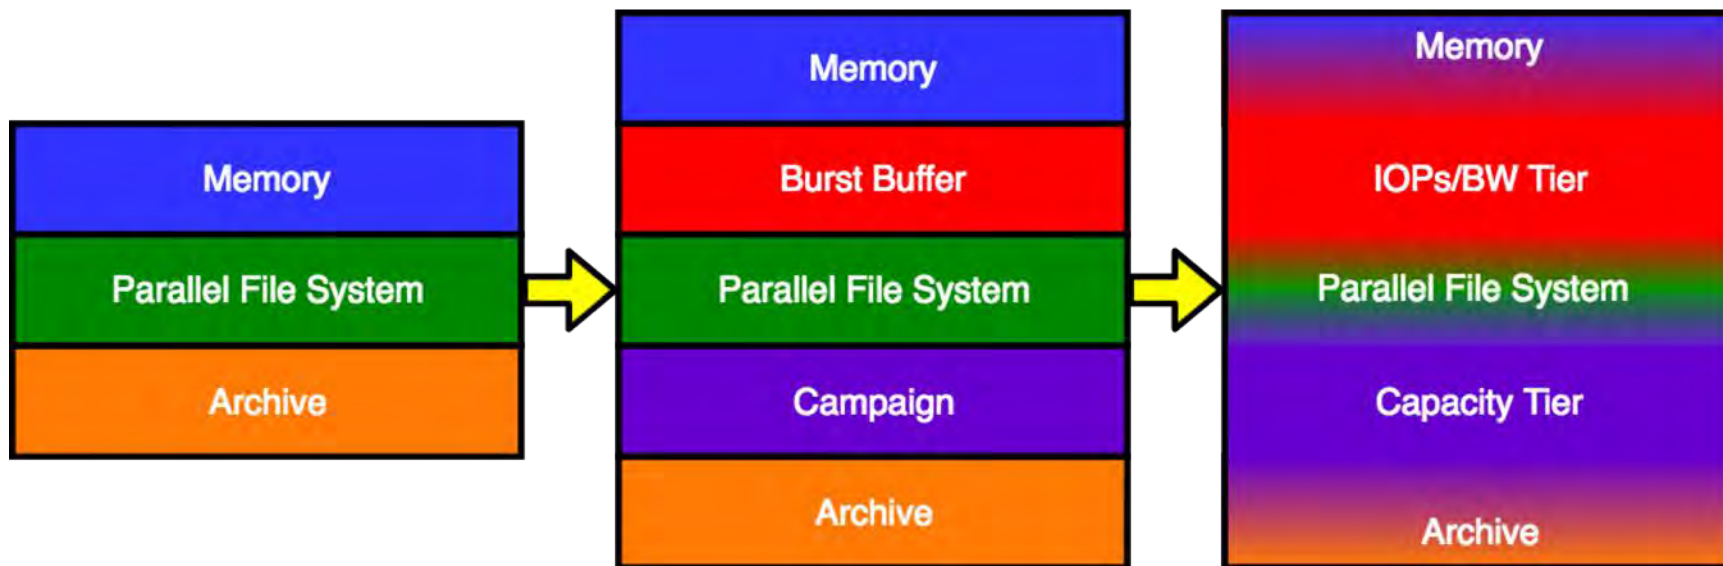 Memory
Parallel File System
Archive
Memory
Burst Buffer
Parallel File System
Campaign
Archive
Memory
IOPs/BW Tier
Parallel File System
Capacity Tier
Archive